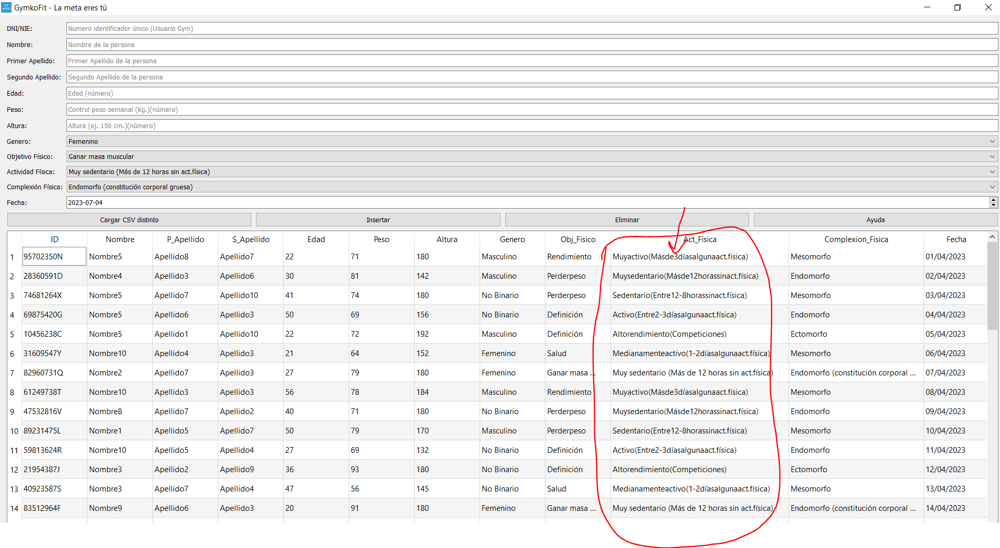 GymkoFit - La meta eres tú
DNI/NIE: Numero identificador único (Usuario Gym)
Nombre: Nombre de la persona
Primer Apellido: Primer Apellido de la persona
Segundo Apellido: Segundo Apellido de la persona
Edad: Edad (número)
Peso: Control peso semanal (Kg.)(número)
Altura: Altura (ej. 150 cm.)(número)
Genero: Femenino
Objetivo Físico: Ganar masa muscular
Actividad Física: Muy sedentario (Más de 12 horas sin act.física)
Complexión Física: Endomorfo (constitución corporal gruesa)
Fecha: 2023-07-04
Cargar CSV distinto Insertar Eliminar Ayuda
ID Nombre P_Apellido S_Apellido Edad Peso Altura Genero Obj_Fisico Act_Fisica Complexion_Fisica Fecha
1 95702350N Nombre5 Apellido8 Apellido7 22 71 180 Masculino Rendimiento Muyactivo(Másde3díasalgunaact.física) Mesomorfo 01/04/2023
2 28360591D Nombre4 Apellido3 Apellido6 30 81 142 Masculino Perderpeso Muysedentario(Másde12horassinact.física) Endomorfo 02/04/2023
3 74681264X Nombre5 Apellido7 Apellido10 41 74 180 No Binario Perderpeso Sedentario(Entre12-8horassinact.física) Mesomorfo 03/04/2023
4 69875420G Nombre5 Apellido6 Apellido3 50 69 156 No Binario Definición Activo(Entre2-3díasalgunaact.física) Endomorfo 04/04/2023
5 10456238C Nombre5 Apellido1 Apellido10 22 72 192 Masculino Definición Altorendimiento(Competiciones) Ectomorfo 05/04/2023
6 31609547Y Nombre10 Apellido4 Apellido3 21 64 152 Femenino Salud Medianamenteactivo(1-2díasalgunaact.física) Mesomorfo 06/04/2023
7 82960731Q Nombre2 Apellido7 Apellido3 27 79 180 Femenino Ganar masa ... Muy sedentario (Más de 12 horas sin act.física) Endomorfo (constitución corporal ... 07/04/2023
8 61249738T Nombre10 Apellido3 Apellido3 56 78 184 Masculino Rendimiento Muyactivo(Másde3díasalgunaact.física) Mesomorfo 08/04/2023
9 47532816V Nombre8 Apellido7 Apellido2 40 71 180 No Binario Perderpeso Muysedentario(Másde12horassinact.física) Endomorfo 09/04/2023
10 89231475L Nombre1 Apellido5 Apellido7 50 79 170 Masculino Perderpeso Sedentario(Entre12-8horassinact.física) Mesomorfo 10/04/2023
11 59813624R Nombre10 Apellido5 Apellido4 27 69 132 No Binario Definición Activo(Entre2-3díasalgunaact.física) Endomorfo 11/04/2023
12 21954387J Nombre3 Apellido2 Apellido9 36 93 180 No Binario Definición Altorendimiento(Competiciones) Ectomorfo 12/04/2023
13 40923587S Nombre3 Apellido7 Apellido4 47 56 145 No Binario Salud Medianamenteactivo(1-2díasalgunaact.física) Mesomorfo 13/04/2023
14 83512964F Nombre9 Apellido6 Apellido3 20 91 180 Femenino Ganar masa ... Muy sedentario (Más de 12 horas sin act.física) Endomorfo (constitución corporal ... 14/04/2023